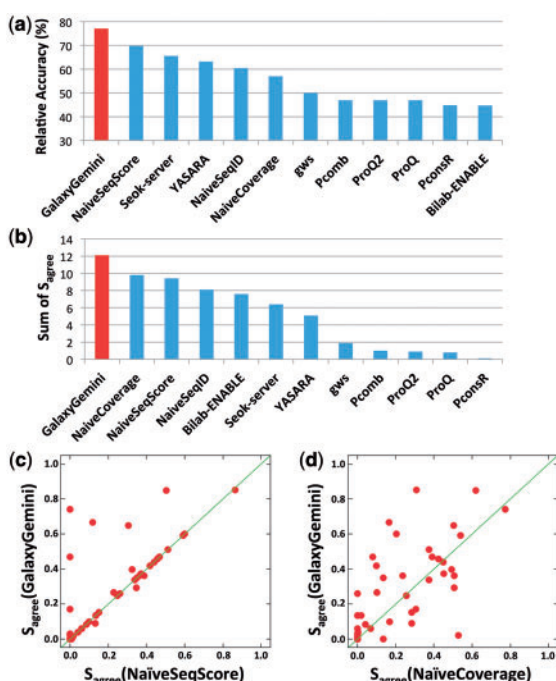 (a)
Relative Accuracy (%)
80
70
60
50
40
30
GalaxyGemini
NaiveSeqScore
Seok-server
YASARA
NaiveSeqID
NaiveCoverage
gws
Pcomb
ProQ2
ProQ
PconsR
Bilab-ENABLE
(b)
Sum of Sagree
14
12
10
8
6
4
2
0
GalaxyGemini
NaiveCoverage
NaiveSeqScore
NaiveSeqID
Bilab-ENABLE
Seok-server
YASARA
gws
Pcomb
ProQ2
ProQ
PconsR
(c)
Sagree(GalaxyGemini)
1.0
0.8
0.6
0.4
0.2
0.0
0.0 0.2 0.4 0.6 0.8 1.0
Sagree(NaïveSeqScore)
(d)
Sagree(GalaxyGemini)
1.0
0.8
0.6
0.4
0.2
0.0
0.0 0.2 0.4 0.6 0.8 1.0
Sagree(NaïveCoverage)